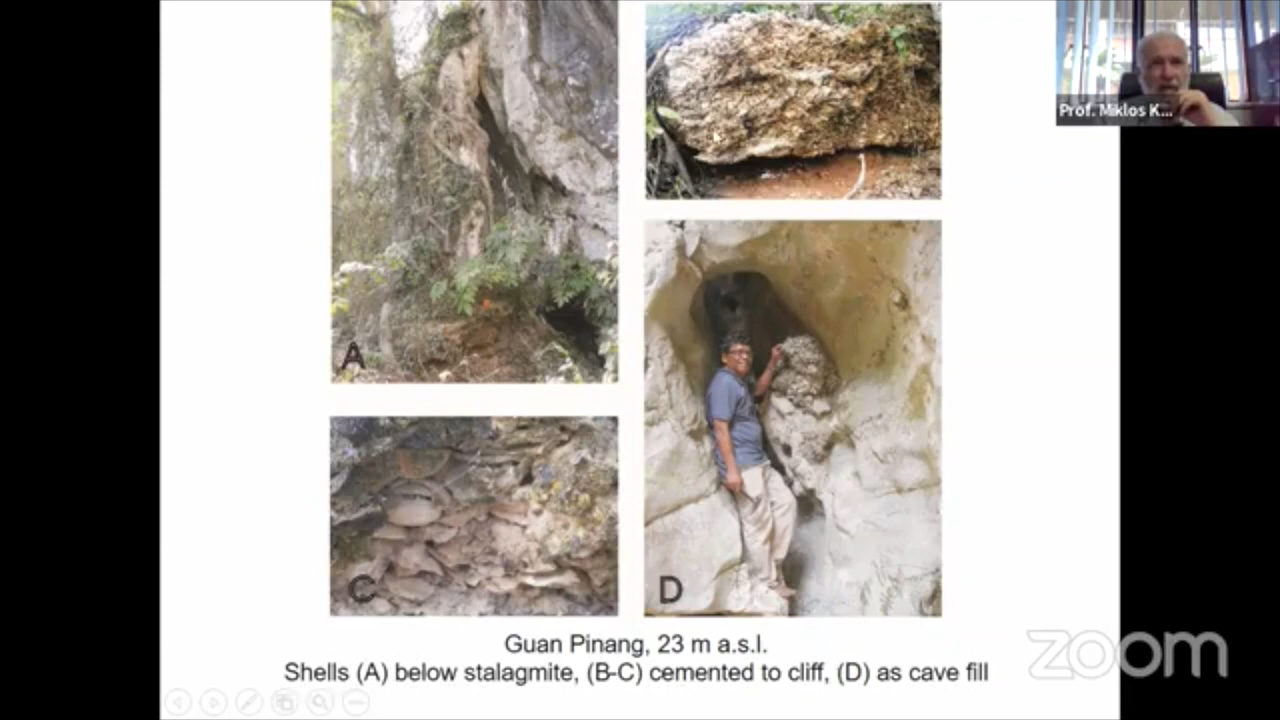 Prof. Miklos K...
A
C
D
Guan Pinang, 23 m a.s.l.
Shells (A) below stalagmite, (B-C) cemented to cliff, (D) as cave fill
zoom